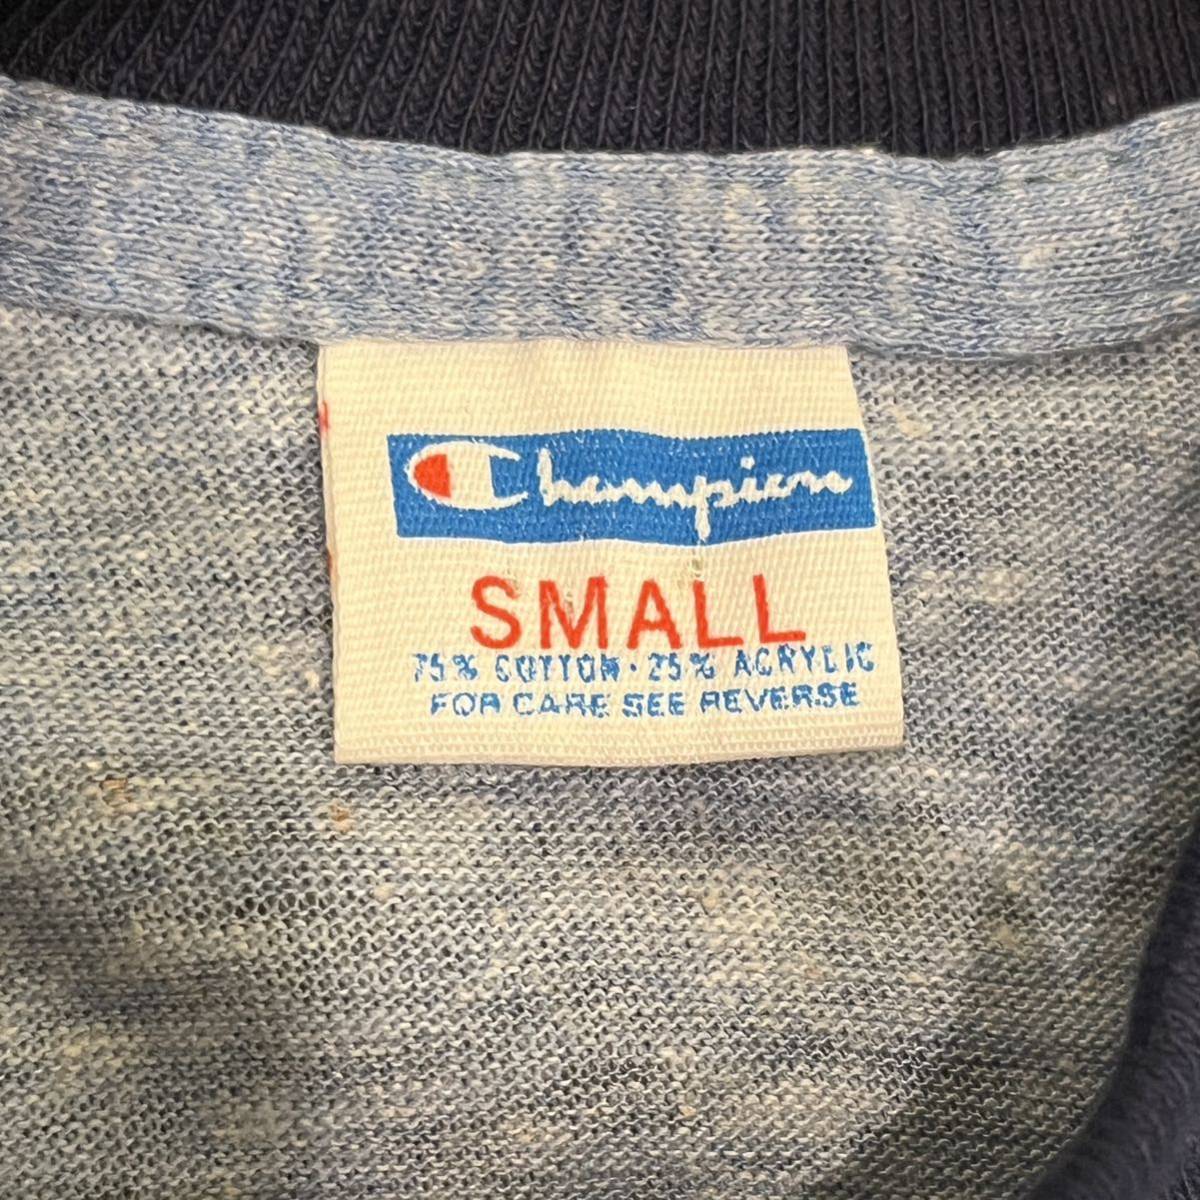 Champion
SMALL
75% COTTON · 25% ACRYLIC
FOR CARE SEE REVERSE